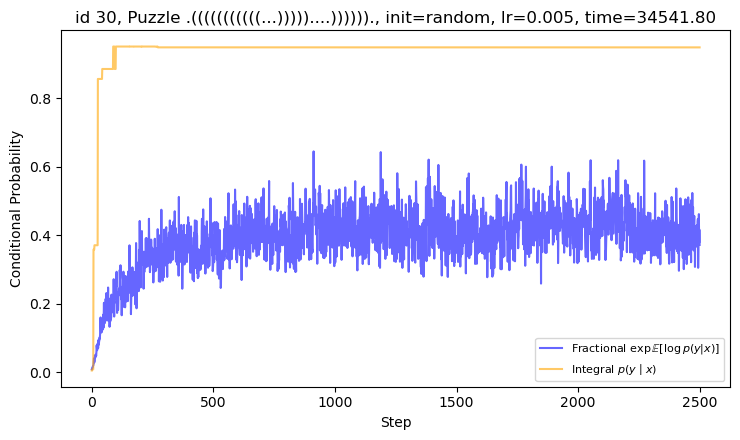 id 30, Puzzle .(((((((((((...)))))....))))))., init=random, lr=0.005, time=34541.80
Conditional Probability
0.8
0.6
0.4
0.2
0.0
Fractional exp𝔼[log p(y|x)]
Integral p(y | x)
0
500
1000
1500
2000
2500
Step